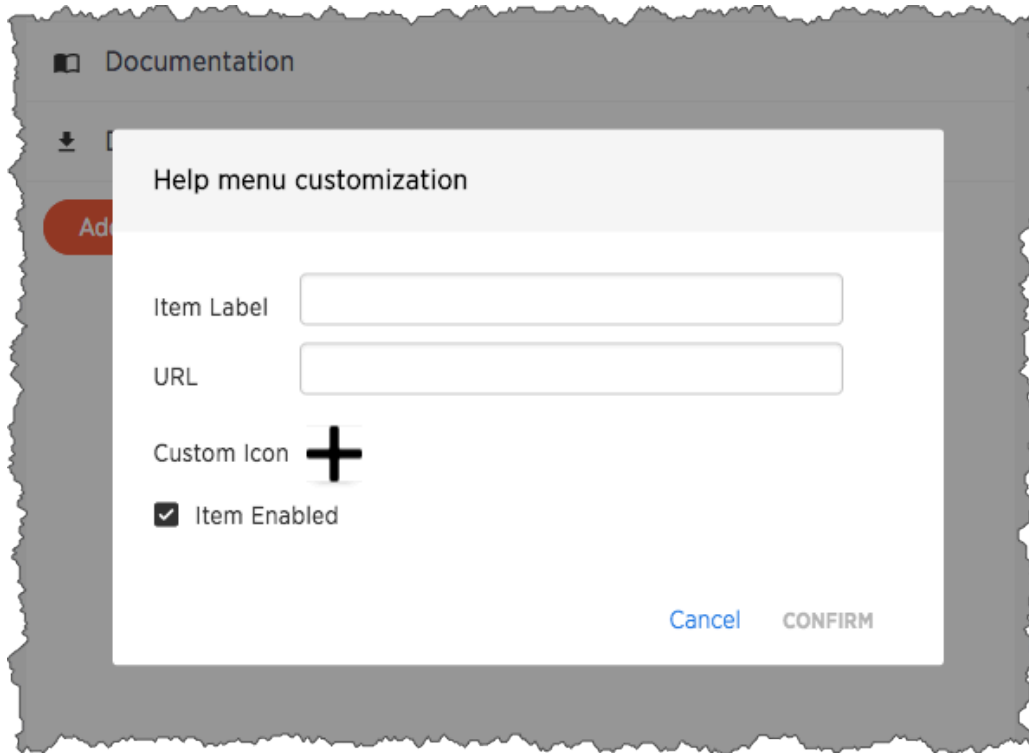 Documentation
Help menu customization
Item Label
URL
Custom Icon
Item Enabled
Cancel CONFIRM